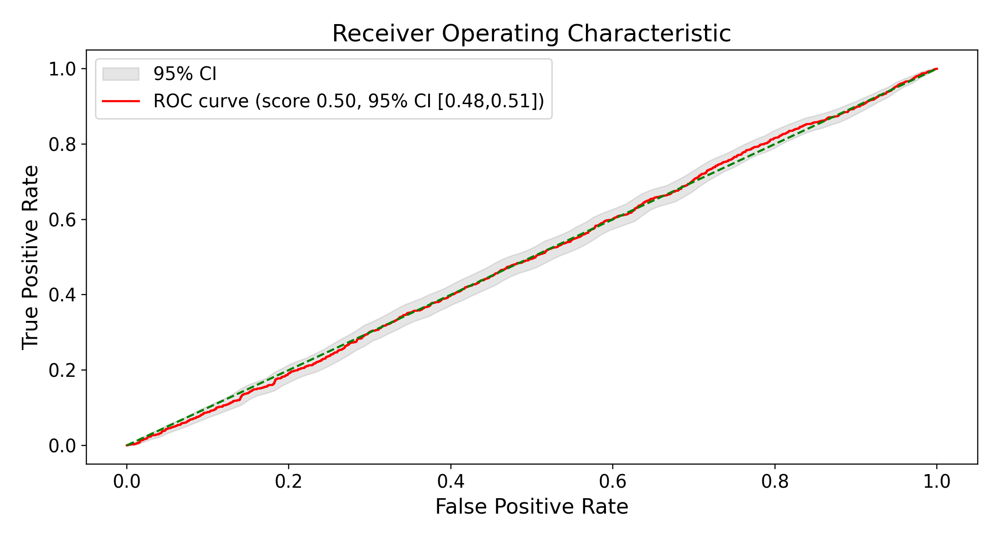 Receiver Operating Characteristic
95% CI
ROC curve (score 0.50, 95% CI [0.48,0.51])
True Positive Rate
1.0
0.8
0.6
0.4
0.2
0.0
0.0 0.2 0.4 0.6 0.8 1.0
False Positive Rate